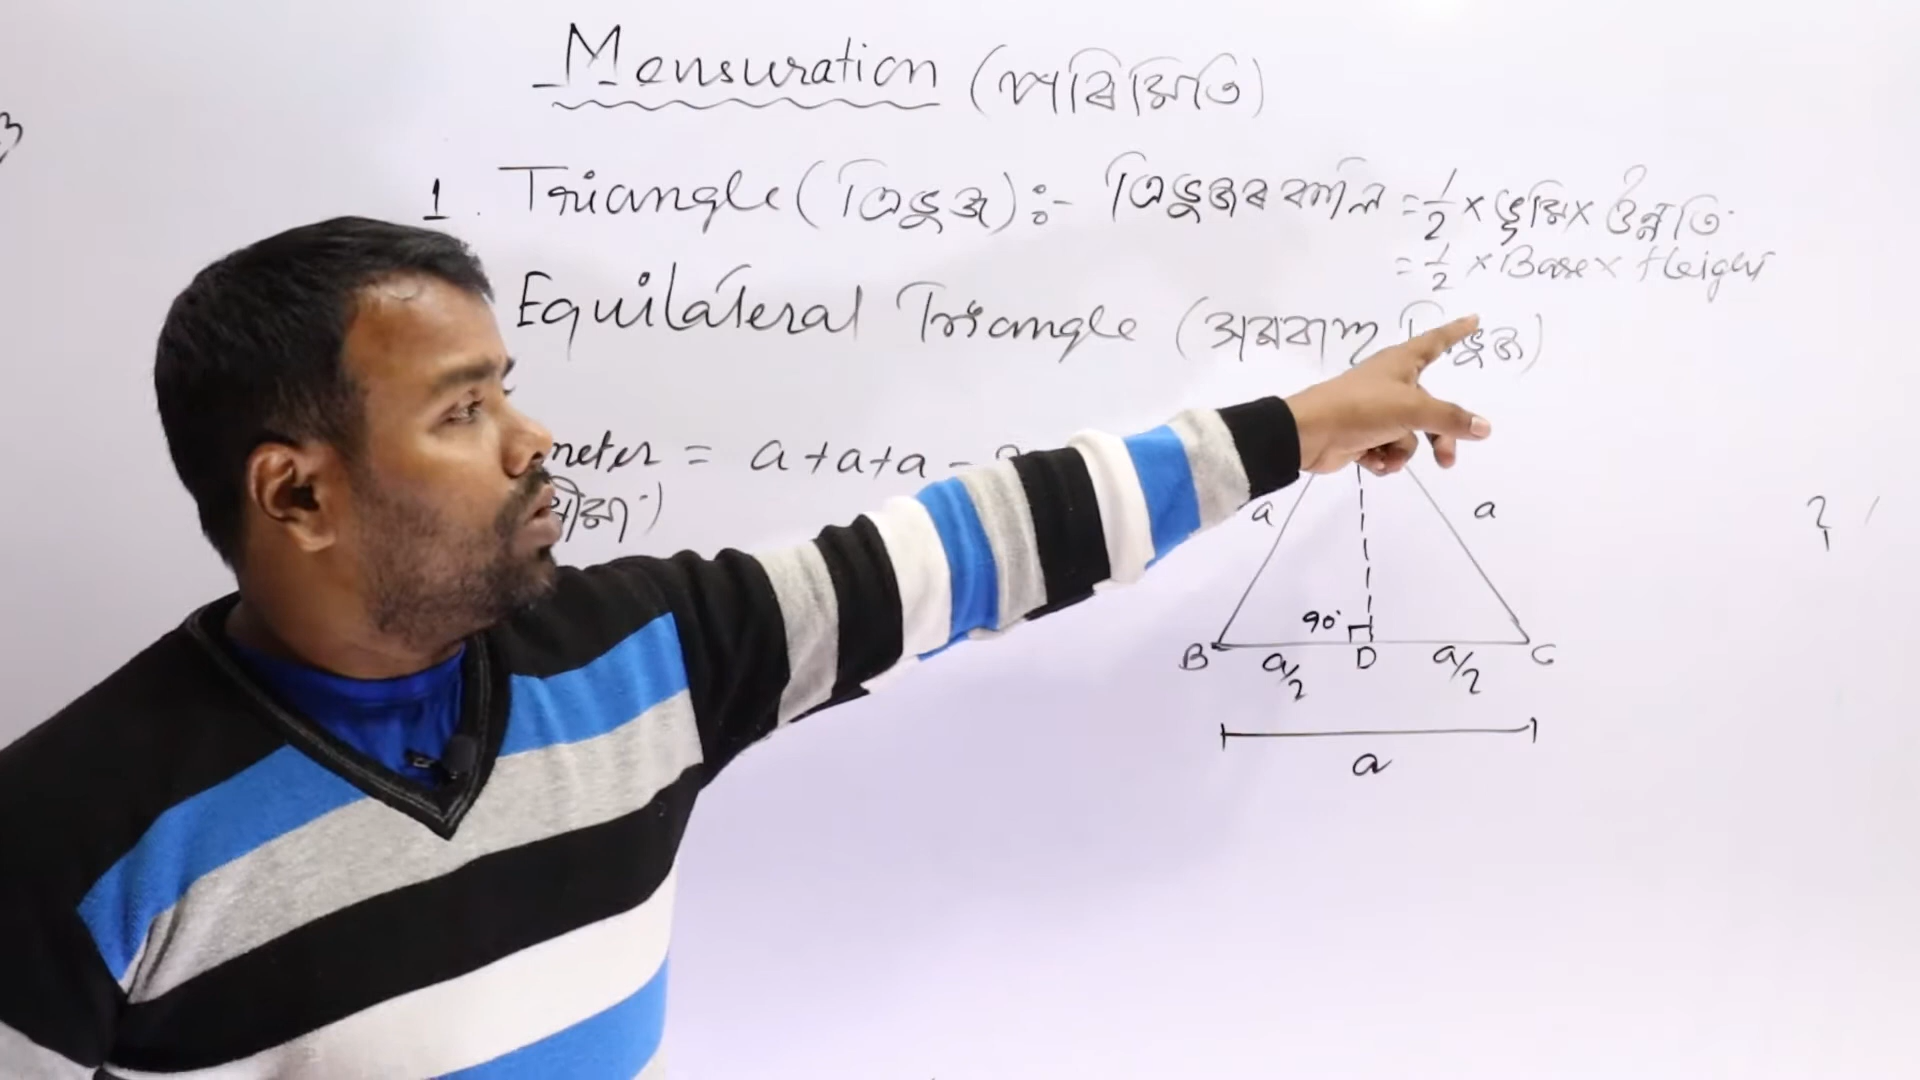 Mensuration (পৰিমিতি)
1. Triangle (ত্ৰিভুজ) :- ত্ৰিভুজৰ কালি = 1/2 × ভূমি × উন্নতি
= 1/2 × Base × Height
Equilateral Triangle (সমবাহু ত্ৰিভুজ)
meter = a + a + a =
a
a
90°
B
a/2
D
a/2
C
a